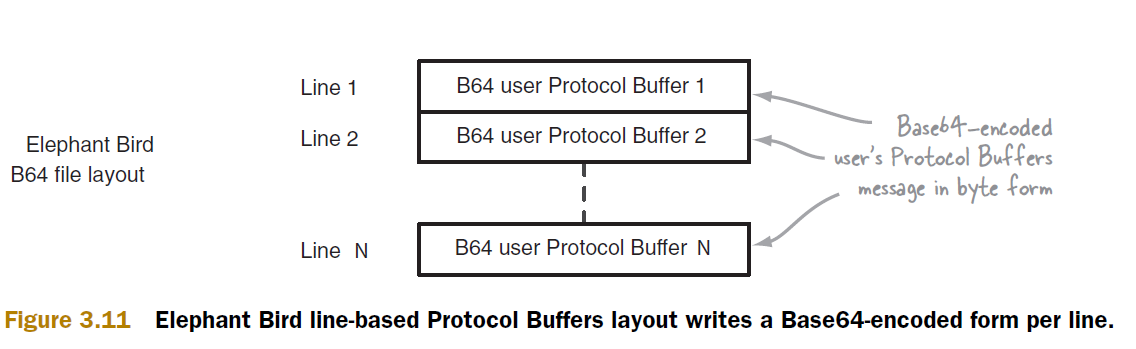 Line 1
B64 user Protocol Buffer 1
Line 2
B64 user Protocol Buffer 2
Elephant Bird
B64 file layout
Base64-encoded
user's Protocol Buffers
message in byte form
Line N
B64 user Protocol Buffer N
Figure 3.11 Elephant Bird line-based Protocol Buffers layout writes a Base64-encoded form per line.